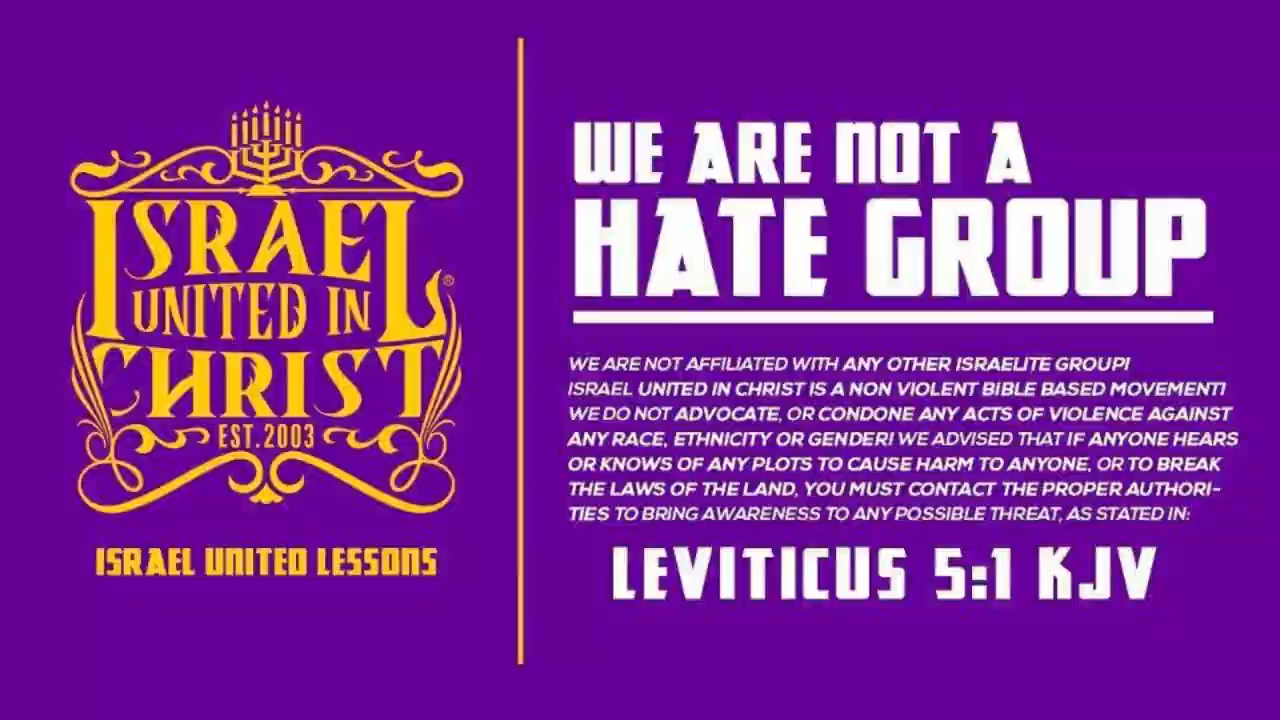 ISRAEL
UNITED IN
CHRIST
EST. 2003
ISRAEL UNITED LESSONS
WE ARE NOT A
HATE GROUP
WE ARE NOT AFFILIATED WITH ANY OTHER ISRAELITE GROUP!
ISRAEL UNITED IN CHRIST IS A NON VIOLENT BIBLE BASED MOVEMENT!
WE DO NOT ADVOCATE, OR CONDONE ANY ACTS OF VIOLENCE AGAINST
ANY RACE, ETHNICITY OR GENDER! WE ADVISED THAT IF ANYONE HEARS
OR KNOWS OF ANY PLOTS TO CAUSE HARM TO ANYONE, OR TO BREAK
THE LAWS OF THE LAND, YOU MUST CONTACT THE PROPER AUTHORI-
TIES TO BRING AWARENESS TO ANY POSSIBLE THREAT, AS STATED IN:
LEVITICUS 5:1 KJV